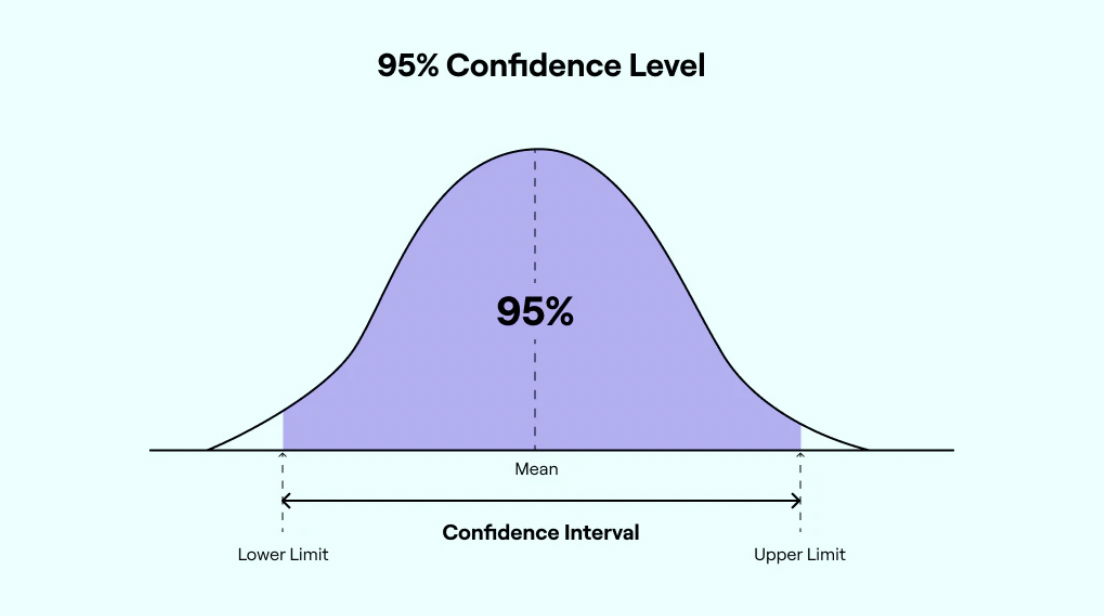 95% Confidence Level
95%
Mean
Confidence Interval
Lower Limit
Upper Limit